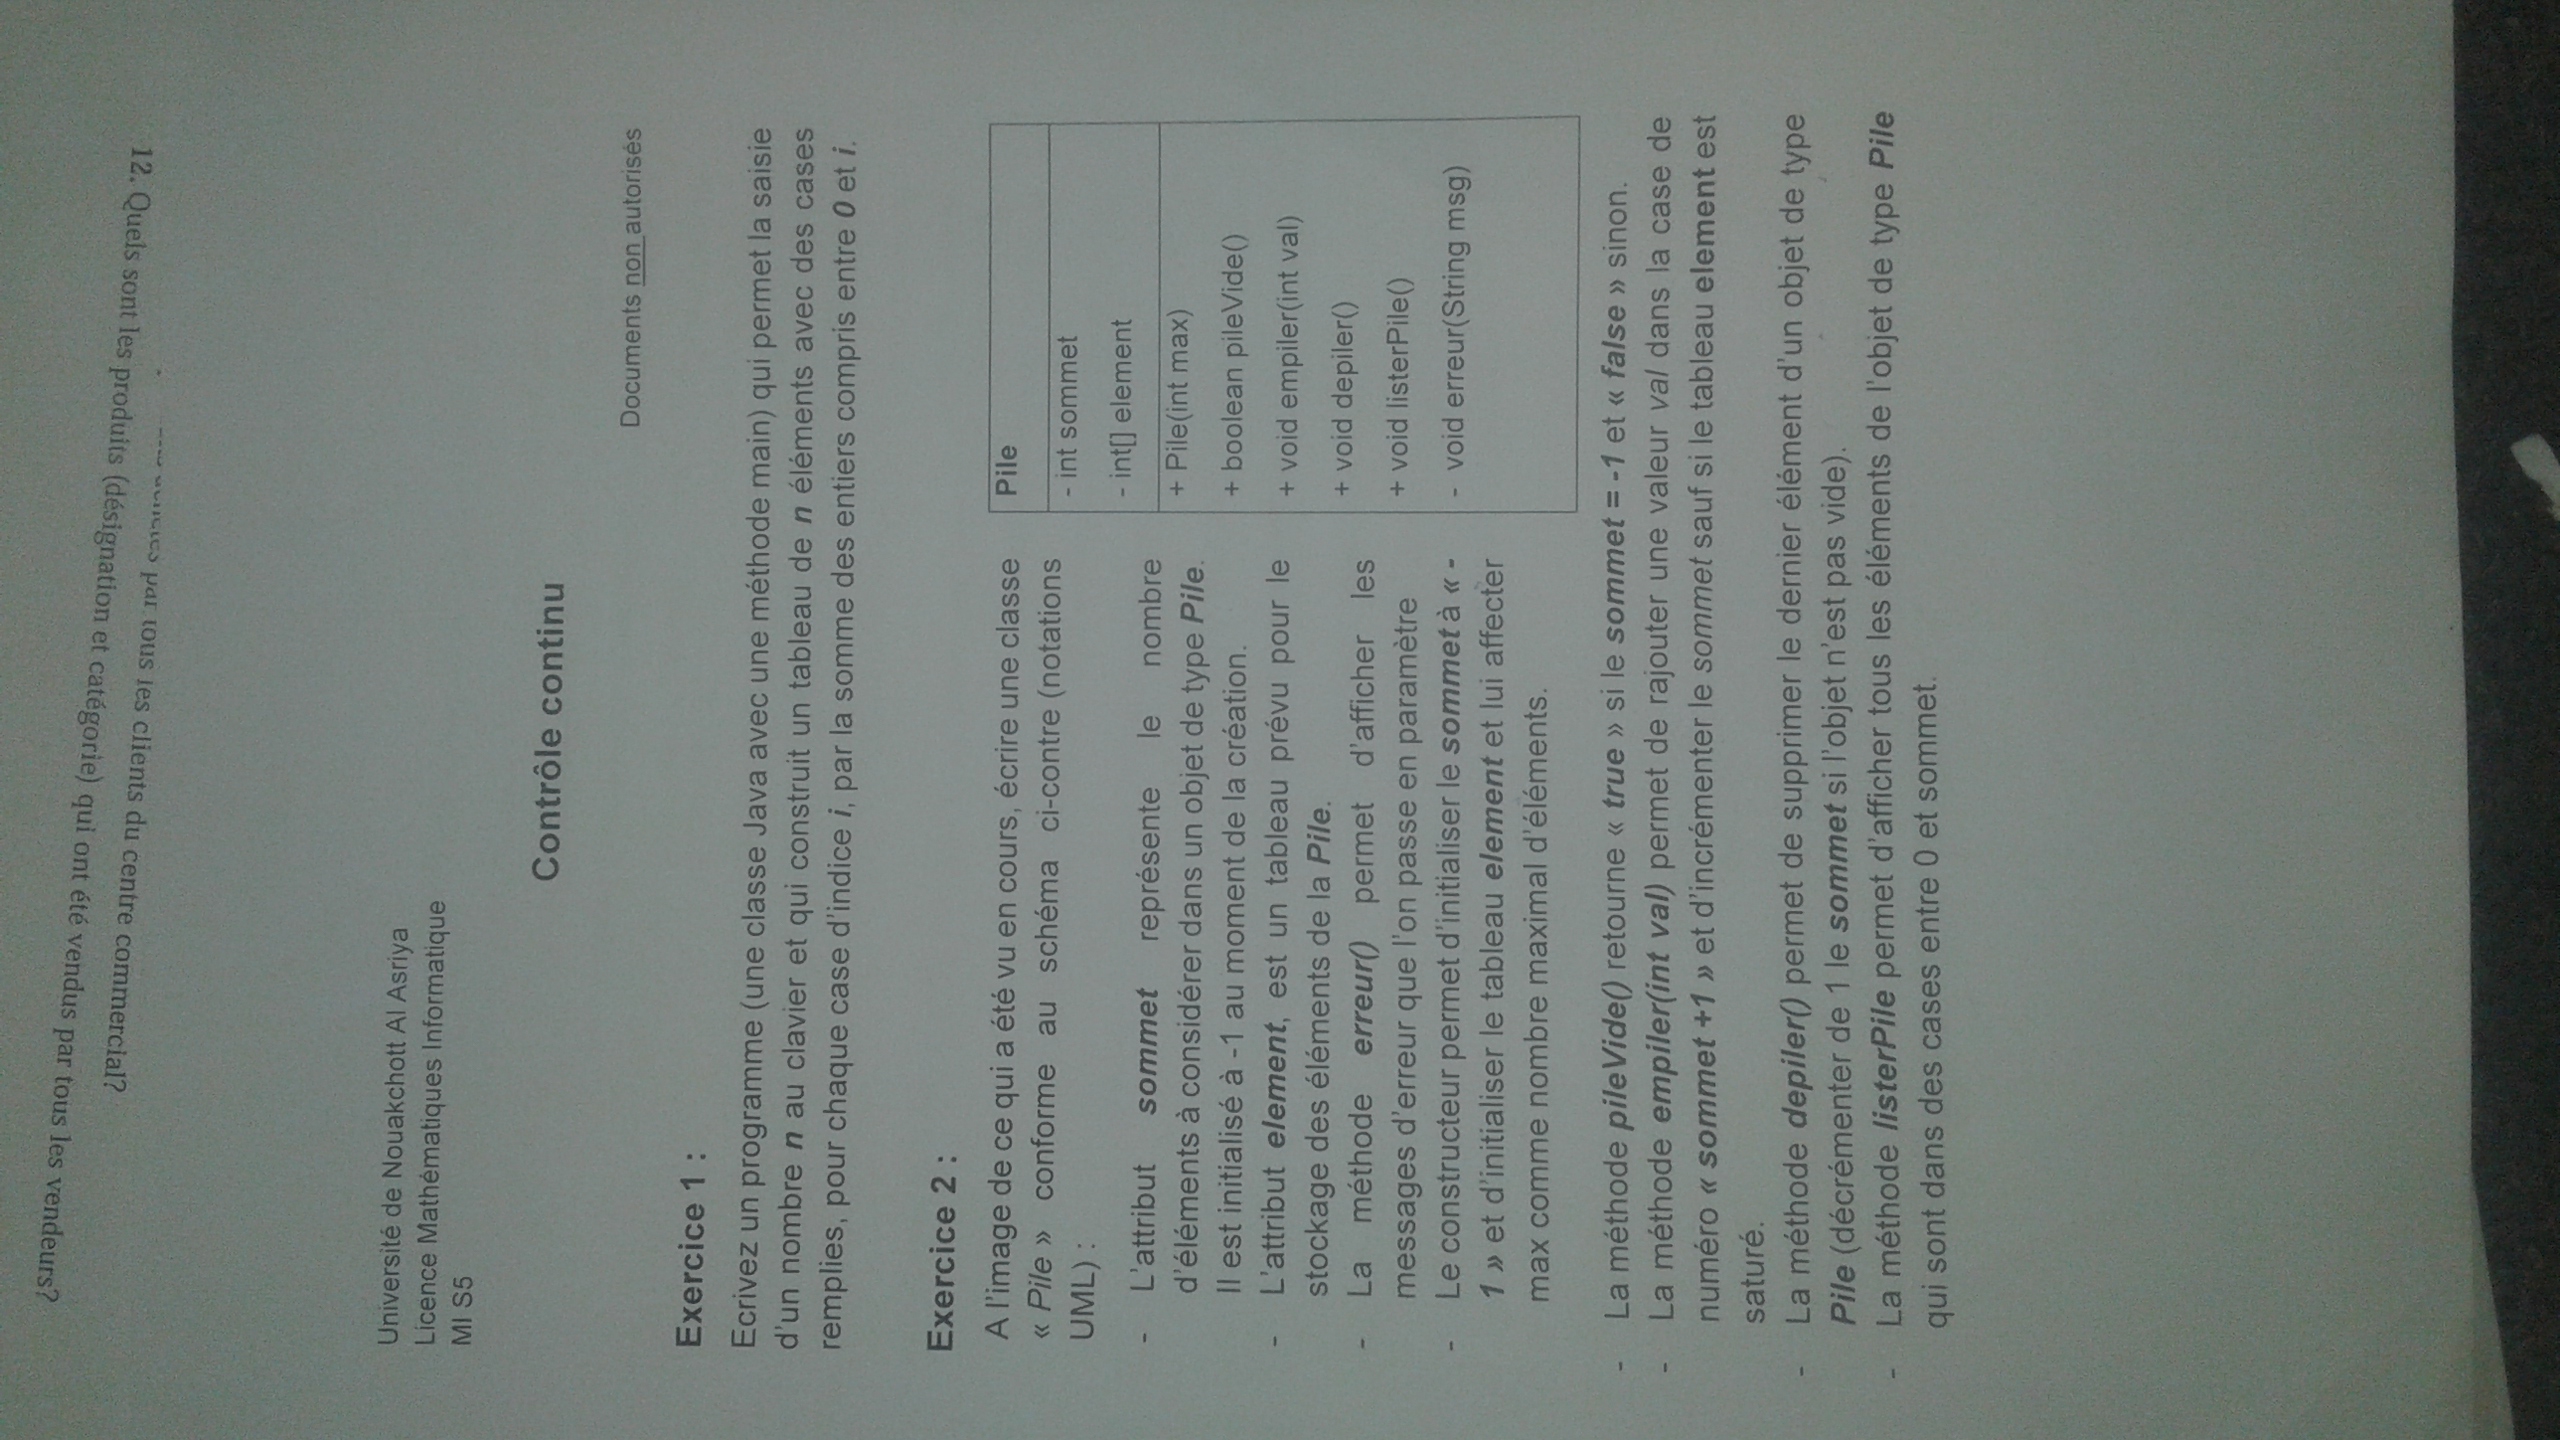 12. Quels sont les produits (désignation et catégorie) qui ont été vendus par tous les vendeurs?
par tous les clients du centre commercial?
Université de Nouakchott Al Asriya
Licence Mathématiques Informatique
MI S5
Contrôle continu
Documents non autorisés
Exercice 1 :
Ecrivez un programme (une classe Java avec une méthode main) qui permet la saisie
d'un nombre n au clavier et qui construit un tableau de n éléments avec des cases
remplies, pour chaque case d'indice i, par la somme des entiers compris entre 0 et i.
Exercice 2 :
A l'image de ce qui a été vu en cours, écrire une classe
« Pile » conforme au schéma ci-contre (notations
UML) :
- L'attribut sommet représente le nombre
d'éléments à considérer dans un objet de type Pile.
Il est initialisé à -1 au moment de la création.
- L'attribut element, est un tableau prévu pour le
stockage des éléments de la Pile.
- La méthode erreur() permet d'afficher les
messages d'erreur que l'on passe en paramètre
- Le constructeur permet d'initialiser le sommet à « -
1 » et d'initialiser le tableau element et lui affecter
max comme nombre maximal d'éléments.
Pile
- int sommet
- int[] element
+ Pile(int max)
+ boolean pileVide()
+ void empiler(int val)
+ void depiler()
+ void listerPile()
- void erreur(String msg)
- La méthode pileVide() retourne « true » si le sommet = -1 et « false » sinon.
- La méthode empiler(int val) permet de rajouter une valeur val dans la case de
numéro « sommet +1 » et d'incrémenter le sommet sauf si le tableau element est
saturé.
- La méthode depiler() permet de supprimer le dernier élément d'un objet de type
Pile (décrémenter de 1 le sommet si l'objet n'est pas vide).
- La méthode listerPile permet d'afficher tous les éléments de l'objet de type Pile
qui sont dans des cases entre 0 et sommet.